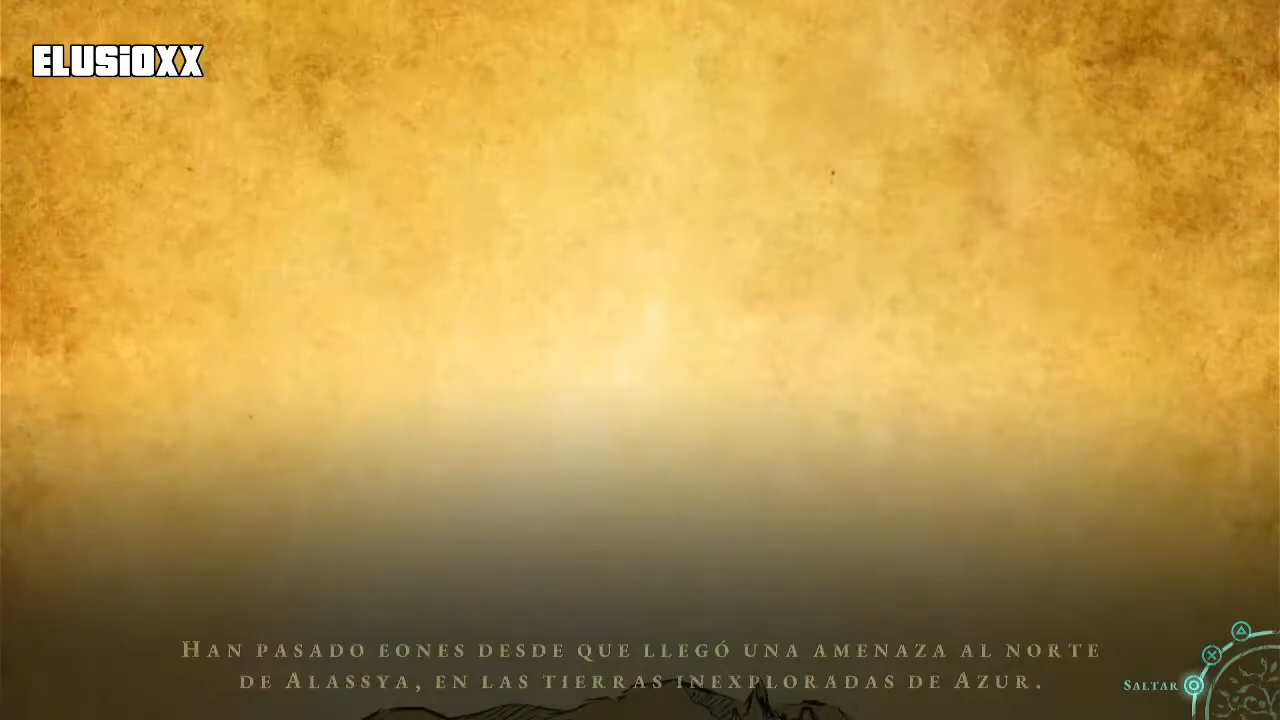 ELUSiOXX
Han pasado eones desde que llegó una amenaza al norte
de Alassya, en las tierras inexploradas de Azur.
Saltar